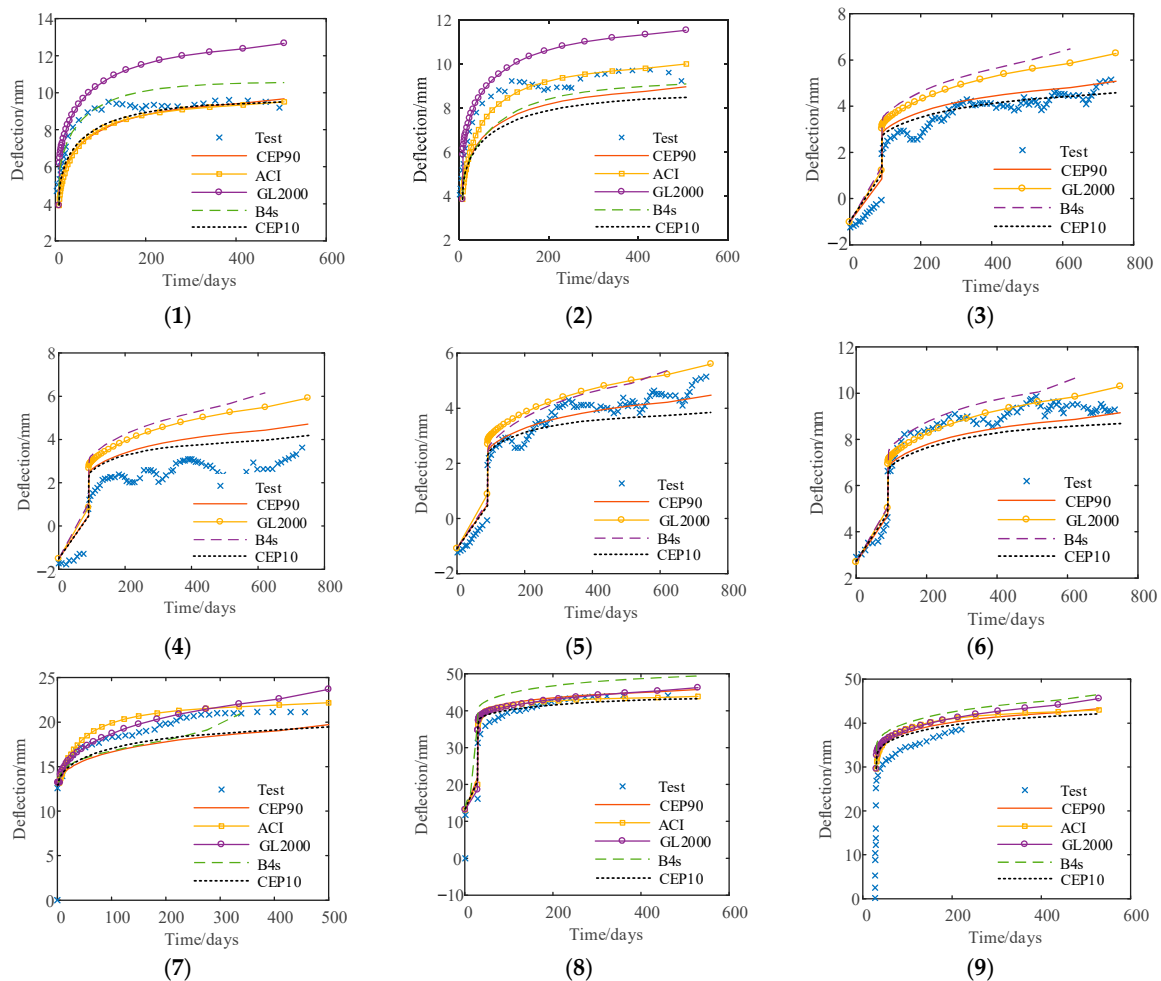 14
12
10
8
6
4
2
0
200
400
600
Deflection/mm
Time/days
Test
CEP90
ACI
GL2000
B4s
CEP10
(1)
12
10
8
6
4
2
0
200
400
600
Deflection/mm
Time/days
Test
CEP90
ACI
GL2000
B4s
CEP10
(2)
8
6
4
2
0
−2
0
200
400
600
800
Deflection/mm
Time/days
Test
CEP90
GL2000
B4s
CEP10
(3)
8
6
4
2
0
−2
0
200
400
600
800
Deflection/mm
Time/days
Test
CEP90
GL2000
B4s
CEP10
(4)
6
4
2
0
−2
0
200
400
600
800
Deflection/mm
Time/days
Test
CEP90
GL2000
B4s
CEP10
(5)
12
10
8
6
4
2
0
200
400
600
800
Deflection/mm
Time/days
Test
CEP90
GL2000
B4s
CEP10
(6)
25
20
15
10
5
0
0
100
200
300
400
500
Deflection/mm
Time/days
Test
CEP90
ACI
GL2000
B4s
CEP10
(7)
50
40
30
20
10
0
−10
0
200
400
600
Deflection/mm
Time/days
Test
CEP90
ACI
GL2000
B4s
CEP10
(8)
50
40
30
20
10
0
0
200
400
600
Deflection/mm
Time/days
Test
CEP90
ACI
GL2000
B4s
CEP10
(9)